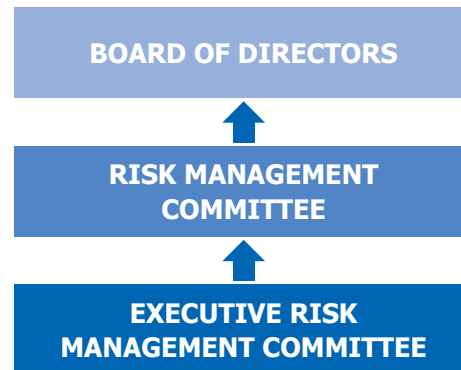 BOARD OF DIRECTORS
RISK MANAGEMENT
COMMITTEE
EXECUTIVE RISK
MANAGEMENT COMMITTEE